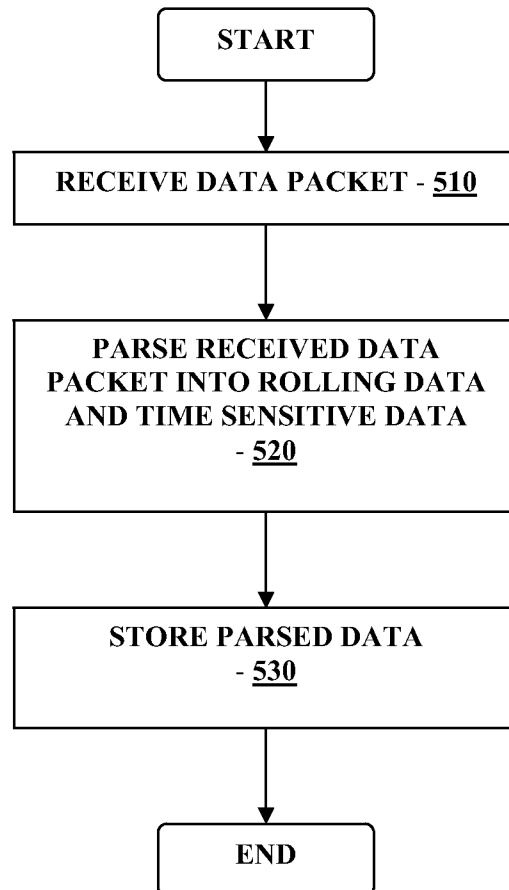 START
RECEIVE DATA PACKET - 510
PARSE RECEIVED DATA
PACKET INTO ROLLING DATA
AND TIME SENSITIVE DATA
- 520
STORE PARSED DATA
- 530
END